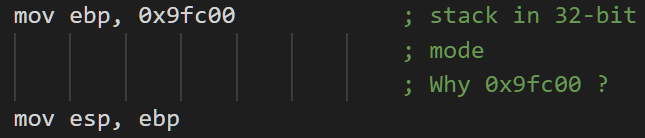 mov ebp, 0x9fc00 ; stack in 32-bit
; mode
; Why 0x9fc00 ?
mov esp, ebp